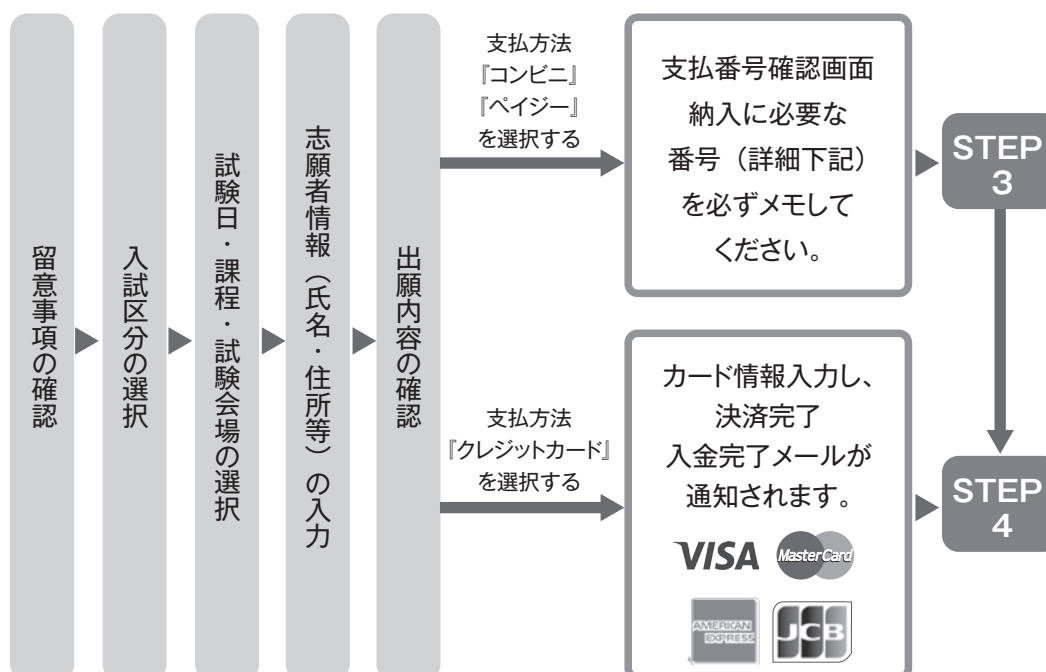 留意事項の確認
入試区分の選択
試験日・課程・試験会場の選択
志願者情報（氏名・住所等）の入力
出願内容の確認
支払方法
『コンビニ』
『ペイジー』
を選択する
支払番号確認画面
納入に必要な
番号（詳細下記）
を必ずメモして
ください。
STEP
3
支払方法
『クレジットカード』
を選択する
カード情報入力し、
決済完了
入金完了メールが
通知されます。
VISA
MasterCard
AMERICAN
EXPRESS
JCB
STEP
4